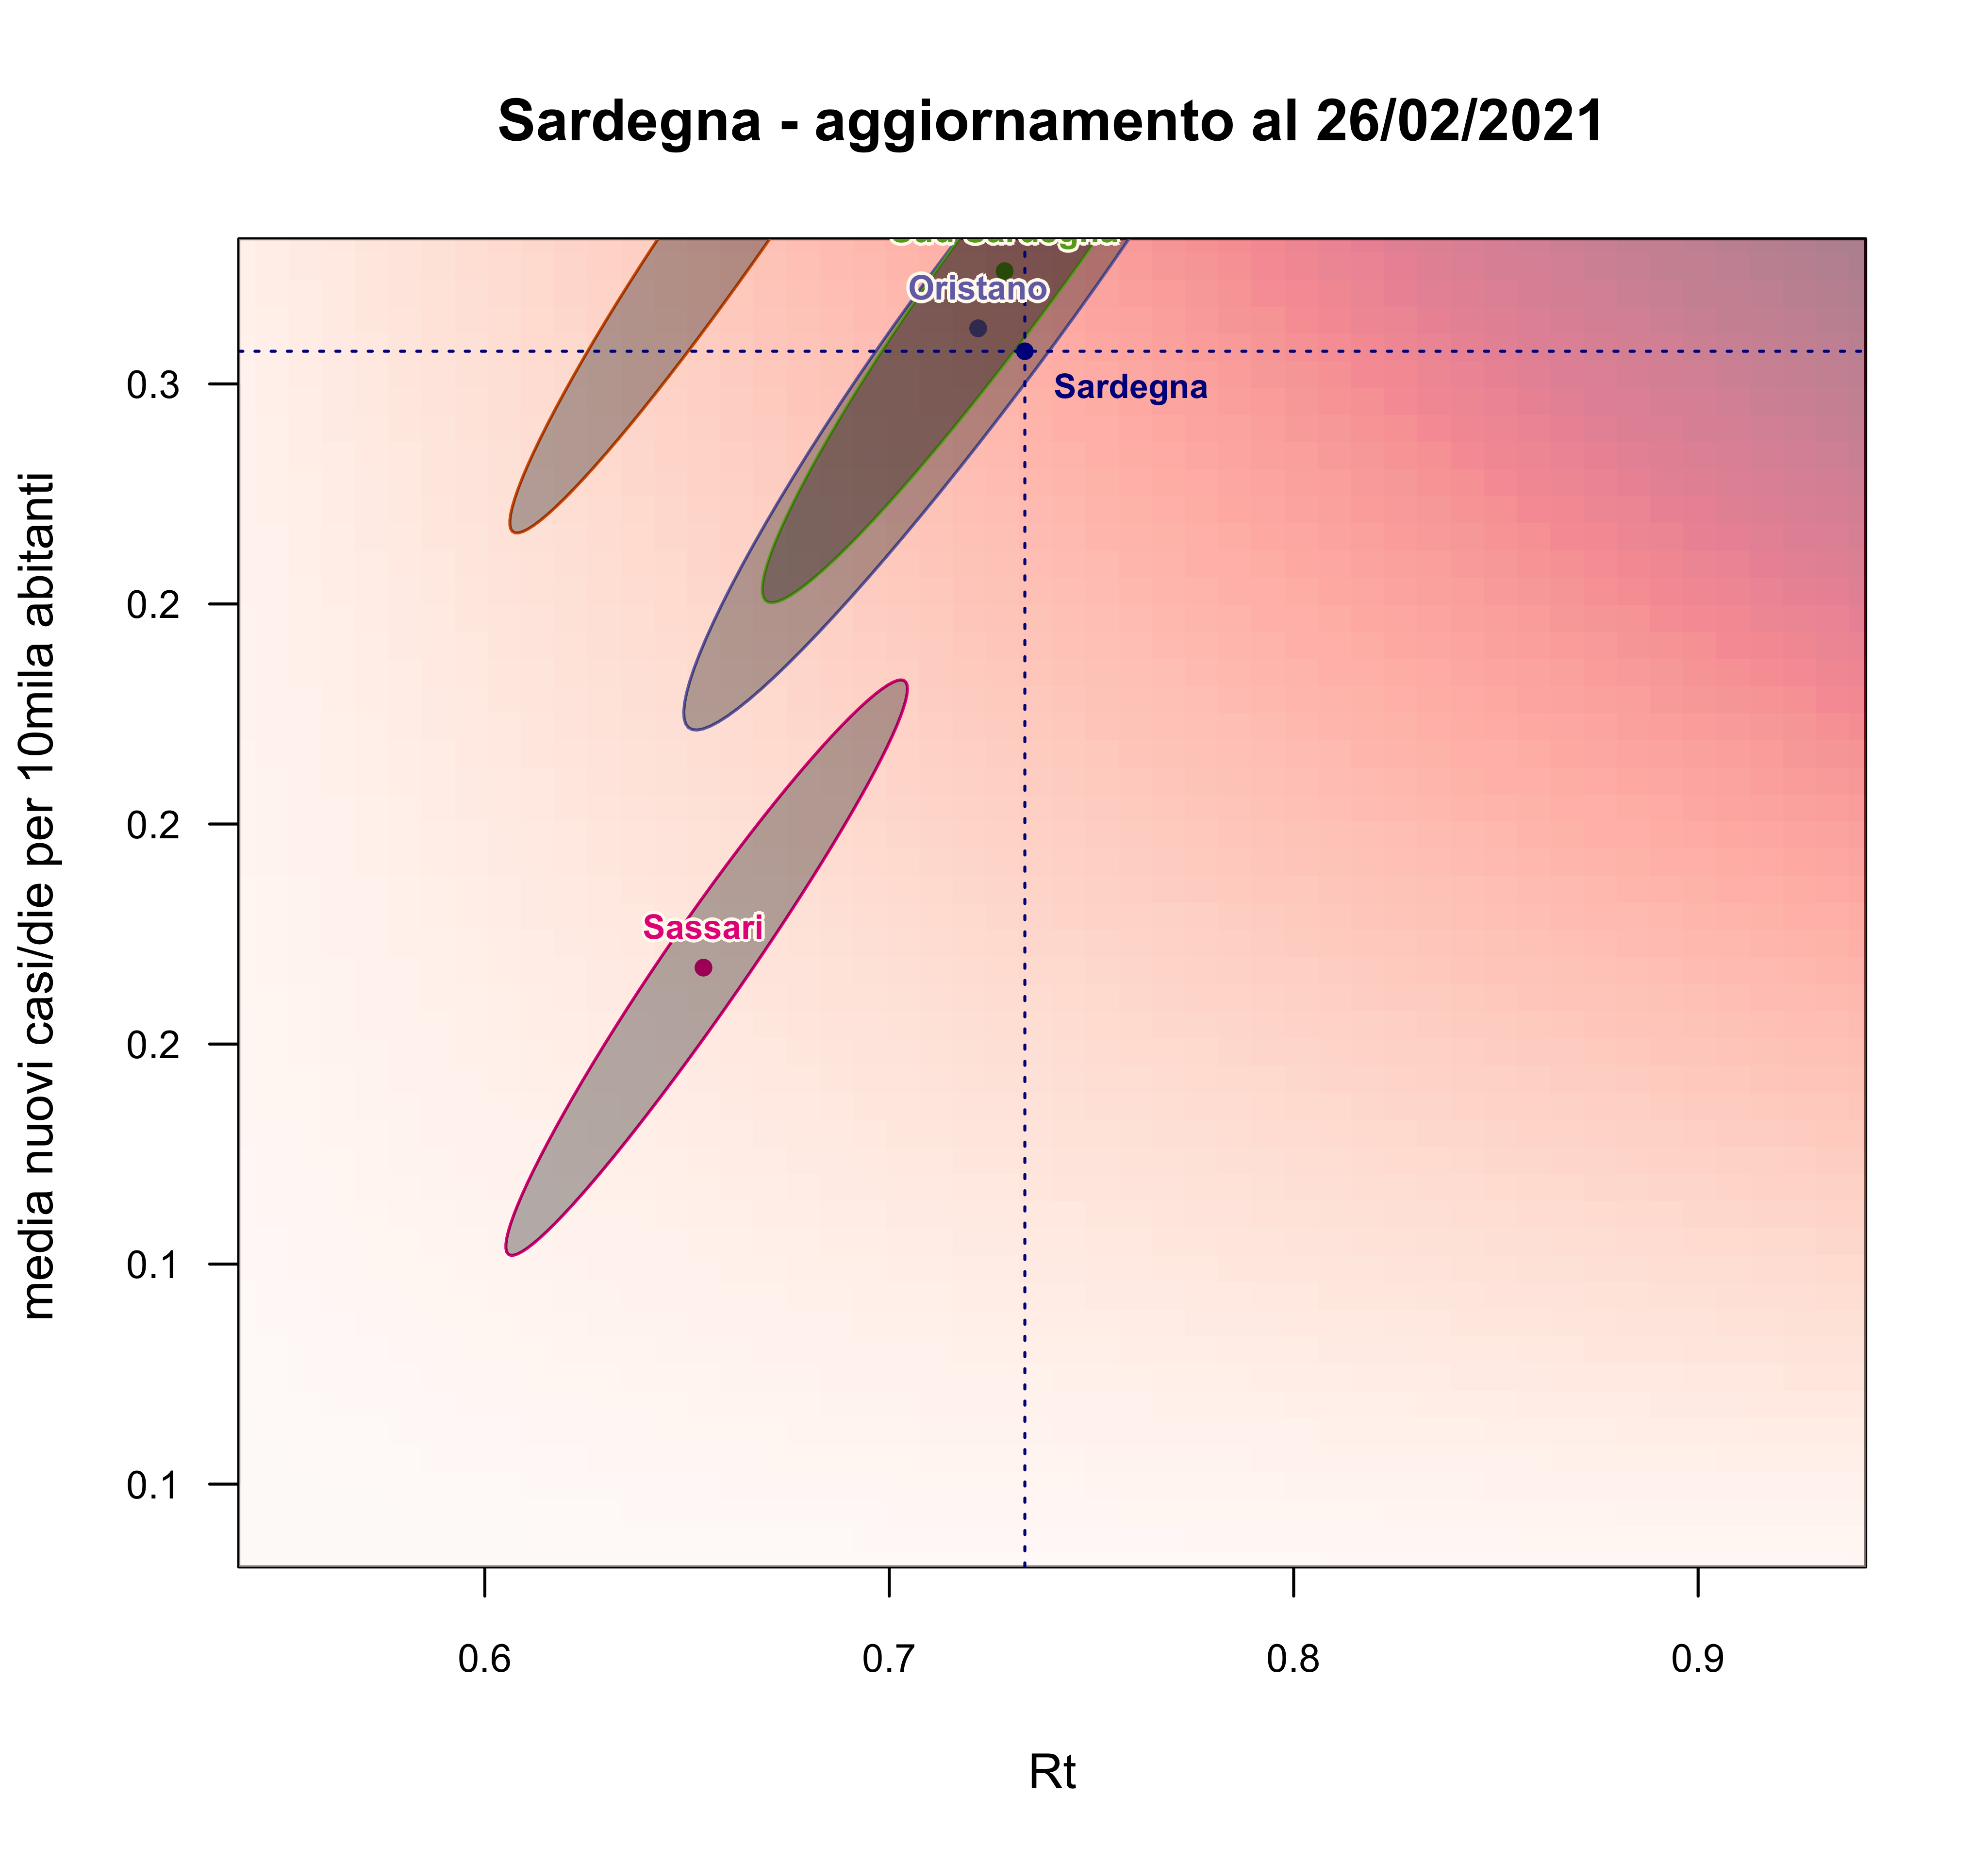 Sardegna - aggiornamento al 26/02/2021
Oristano
Sardegna
Sassari
media nuovi casi/die per 10mila abitanti
0.3
0.2
0.2
0.2
0.1
0.1
0.6 0.7 0.8 0.9
Rt